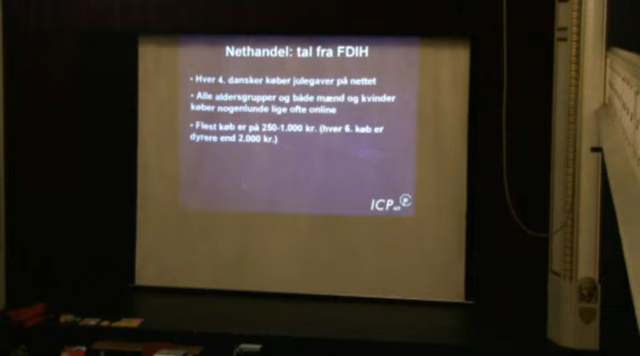 Nethandel: tal fra FDIH
• Hver 4. dansker køber julegaver på nettet
• Alle aldersgrupper og både mænd og kvinder
køber nogenlunde lige ofte online
• Flest køb er på 250-1.000 kr. (hver 6. køb er
dyrere end 2.000 kr.)
ICP